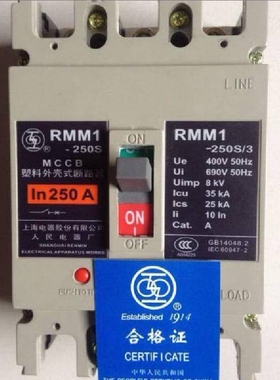 LINE
RMM1
-250S
MCCB
塑料外壳式断路器
In 250 A
上海电器股份有限公司
人民电器厂
SHANGHAI RENMIN
ELECTRICAL APPARATUS WORKS
ON
ON
OFF
RMM1
-250S/3
Ue 400V 50Hz
Ui 690V 50Hz
Uimp 8 kV
Icu 35 kA
Ics 25 kA
Ii 10 In
Cat. A
GB14048.2
IEC 60947-2
LOAD
Established 1914
合格证
CERTIFICATE
中华人民共和国